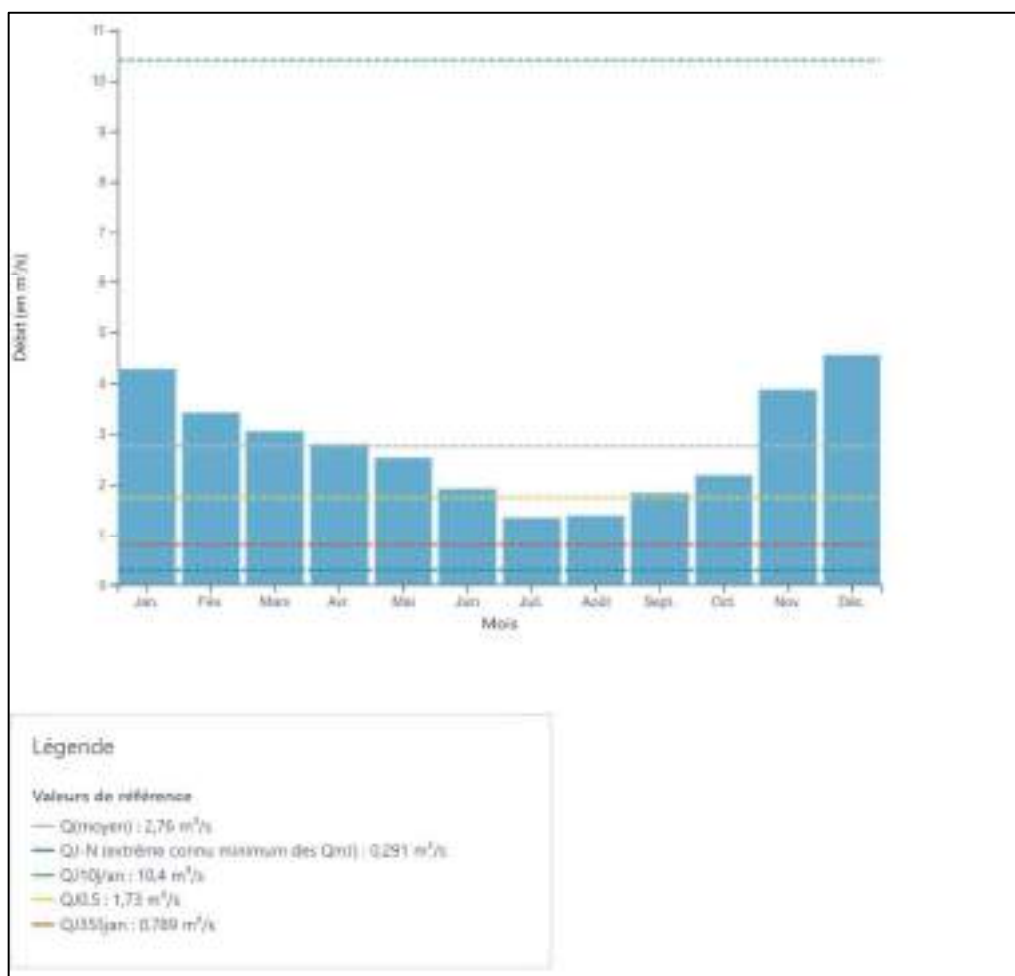 11
10
9
8
7
6
5
4
3
2
1
0
Débit (en m³/s)
Jan. Fév. Mars Avr. Mai Juin Juil. Août Sept. Oct. Nov. Déc.
Mois
Légende
Valeurs de référence
Q(moyen) : 2,76 m³/s
QJ-N (extrême connu minimum des QmJ) : 0,291 m³/s
QJ10j/an : 10,4 m³/s
QJ0.5 : 1,73 m³/s
QJ355jan : 0,789 m³/s